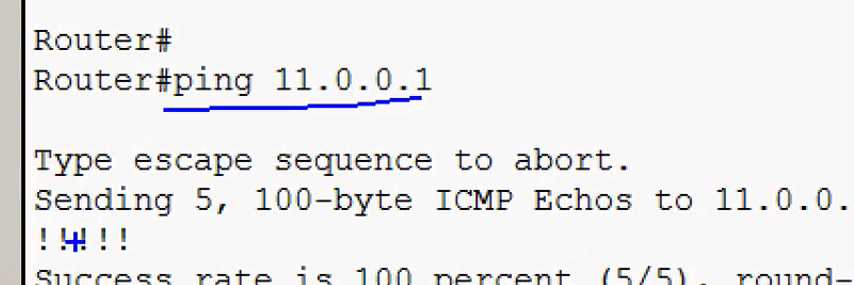 Router#
Router#ping 11.0.0.1
Type escape sequence to abort.
Sending 5, 100-byte ICMP Echos to 11.0.0.
!!!!!
Success rate is 100 percent (5/5), round-